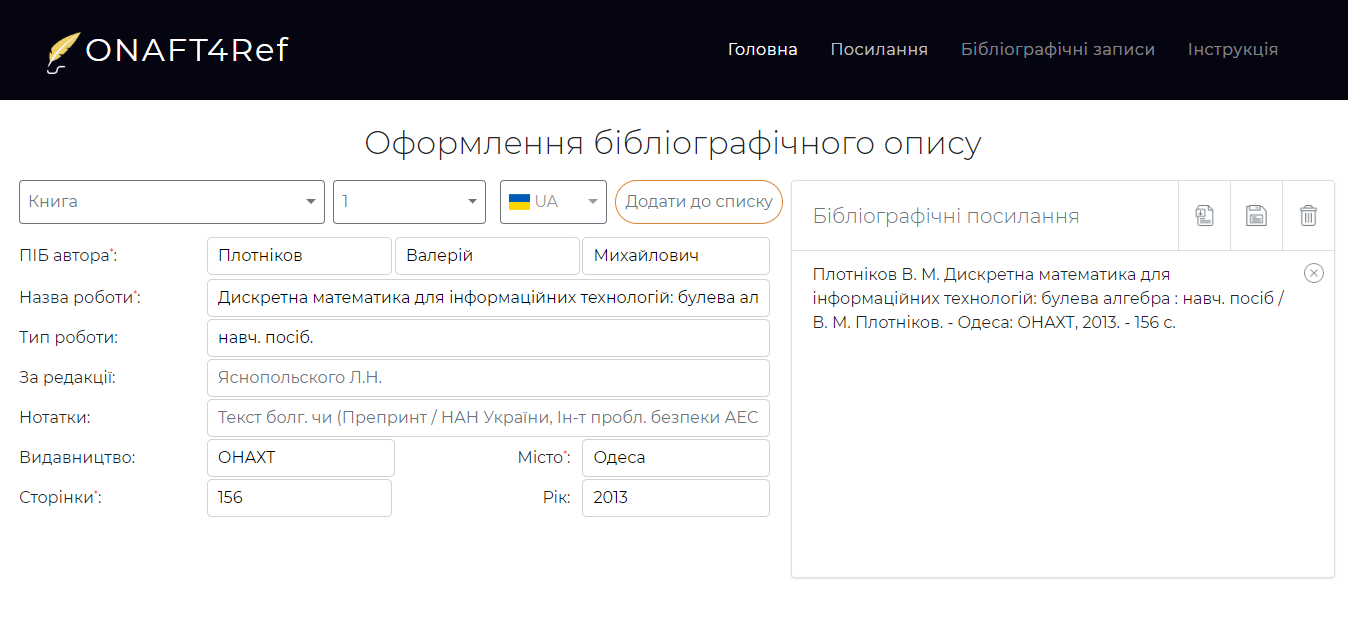 ONAFT4Ref
Головна Посилання Бібліографічні записи Інструкція
Оформлення бібліографічного опису
Книга 1 UA Додати до списку
ПІБ автора*: Плотніков Валерій Михайлович
Назва роботи*: Дискретна математика для інформаційних технологій: булева ал
Тип роботи: навч. посіб.
За редакції: Яснопольского Л.Н.
Нотатки: Текст болг. чи (Препринт / НАН України, Ін-т пробл. безпеки АЕС
Видавництво: ОНАХТ Місто*: Одеса
Сторінки*: 156 Рік: 2013
Бібліографічні посилання
Плотніков В. М. Дискретна математика для
інформаційних технологій: булева алгебра : навч. посіб /
В. М. Плотніков. - Одеса: ОНАХТ, 2013. - 156 с.